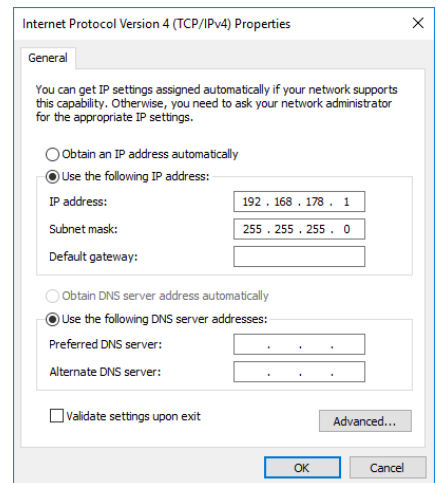 Internet Protocol Version 4 (TCP/IPv4) Properties
General
You can get IP settings assigned automatically if your network supports
this capability. Otherwise, you need to ask your network administrator
for the appropriate IP settings.
Obtain an IP address automatically
Use the following IP address:
IP address: 192 . 168 . 178 . 1
Subnet mask: 255 . 255 . 255 . 0
Default gateway:
Obtain DNS server address automatically
Use the following DNS server addresses:
Preferred DNS server: . . .
Alternate DNS server: . . .
Validate settings upon exit
Advanced...
OK Cancel